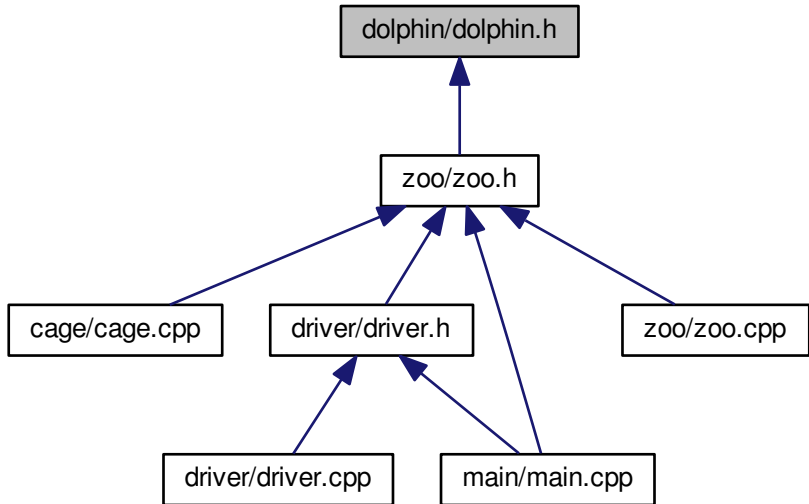 dolphin/dolphin.h
zoo/zoo.h
cage/cage.cpp
driver/driver.h
zoo/zoo.cpp
driver/driver.cpp
main/main.cpp